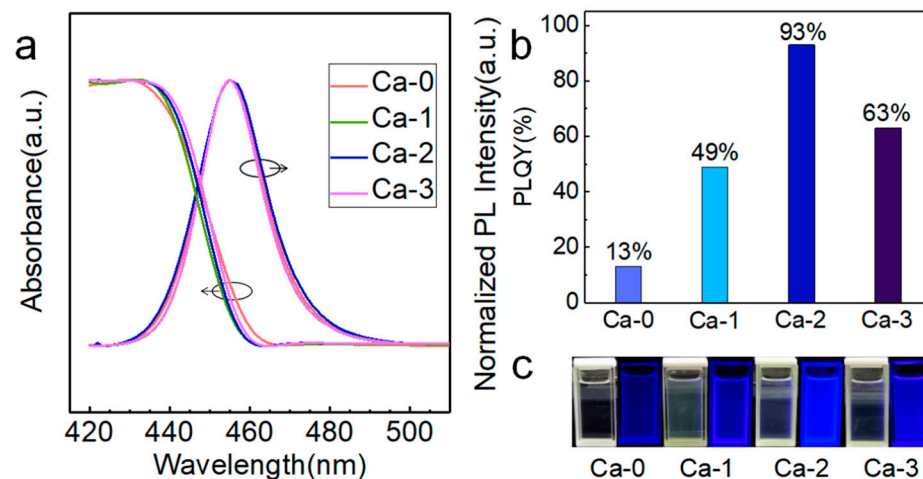 a
Absorbance(a.u.)
Ca-0
Ca-1
Ca-2
Ca-3
420 440 460 480 500
Wavelength(nm)
Normalized PL Intensity(a.u.)
b
PLQY(%)
100
80
60
40
20
0
13%
49%
93%
63%
Ca-0 Ca-1 Ca-2 Ca-3
c
Ca-0 Ca-1 Ca-2 Ca-3